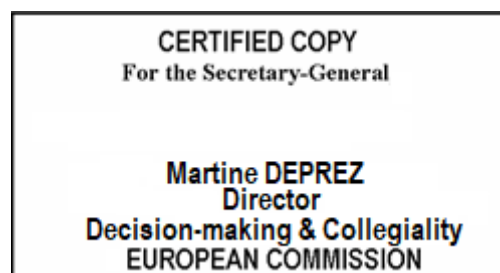 CERTIFIED COPY
For the Secretary-General
Martine DEPREZ
Director
Decision-making & Collegiality
EUROPEAN COMMISSION